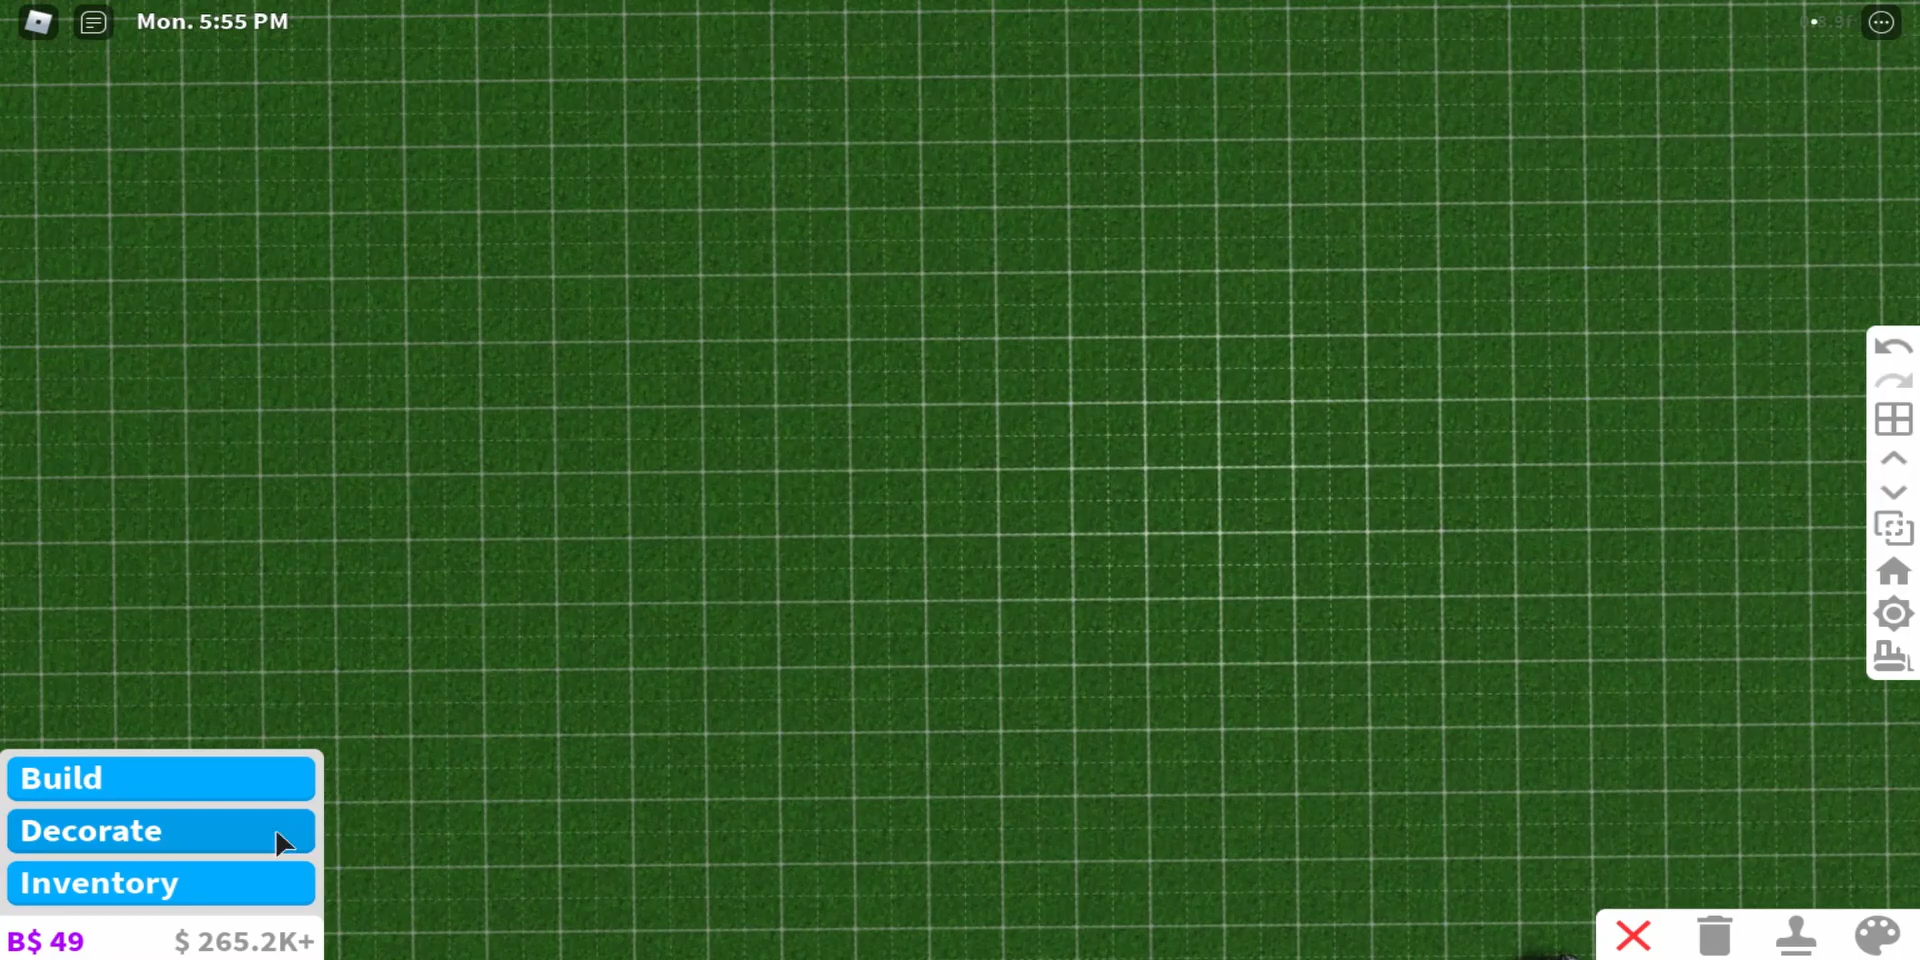 Mon. 5:55 PM
Build
Decorate
Inventory
B$ 49
$ 265.2K+